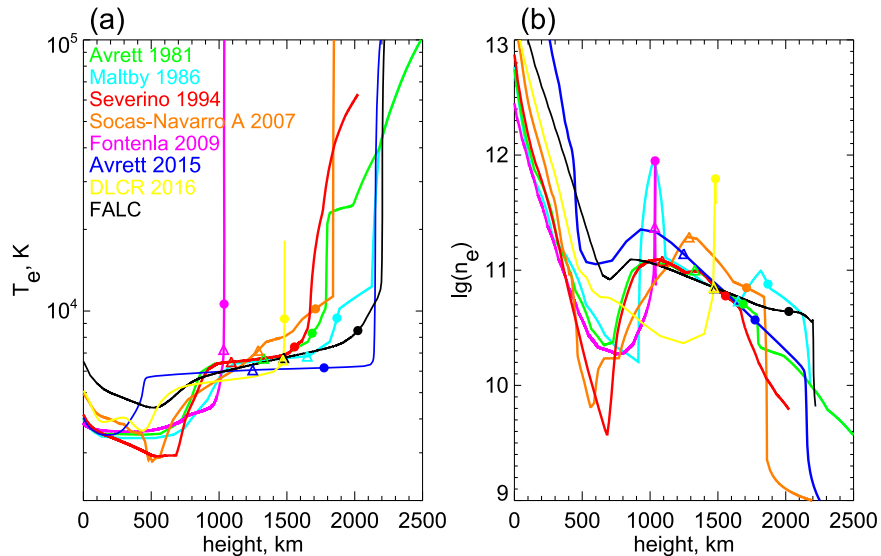 (a)
10^5
Avrett 1981
Maltby 1986
Severino 1994
Socas-Navarro A 2007
Fontenla 2009
Avrett 2015
DLCR 2016
FALC
T_e, K
10^4
0 500 1000 1500 2000 2500
height, km
(b)
13
12
lg(n_e)
11
10
9
0 500 1000 1500 2000 2500
height, km